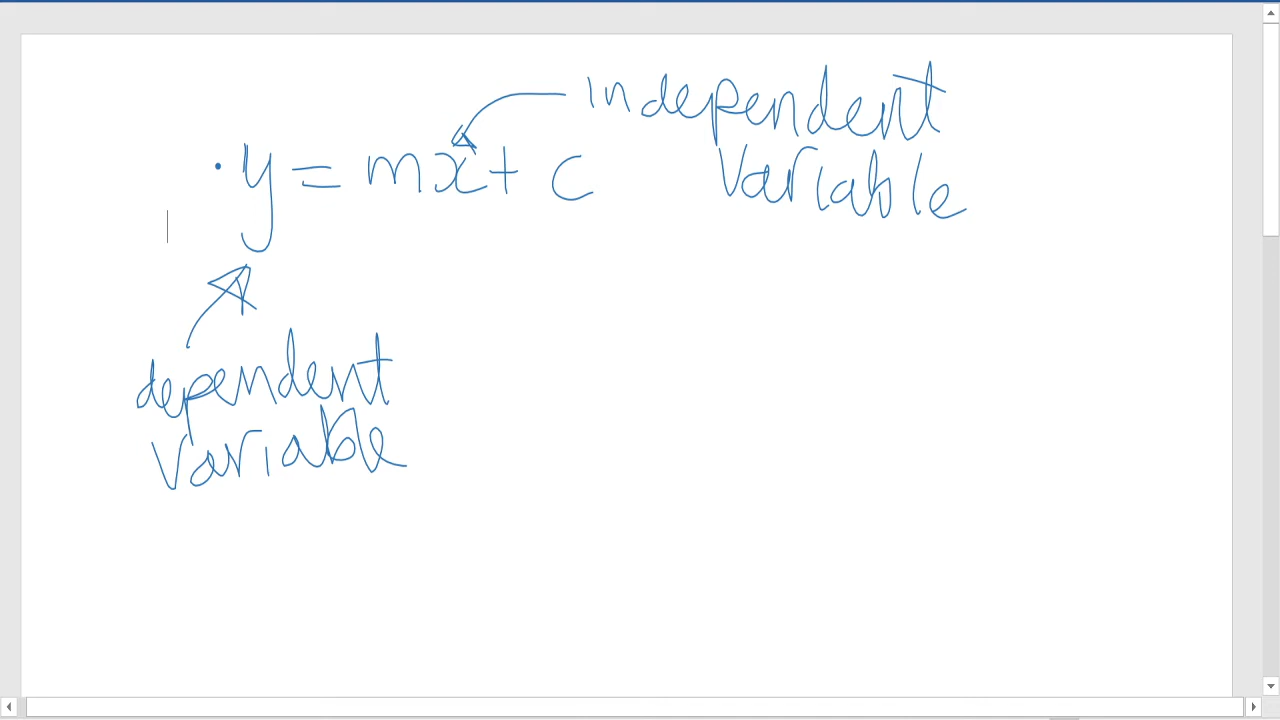 independent
variable
· y = mx + c
dependent
variable